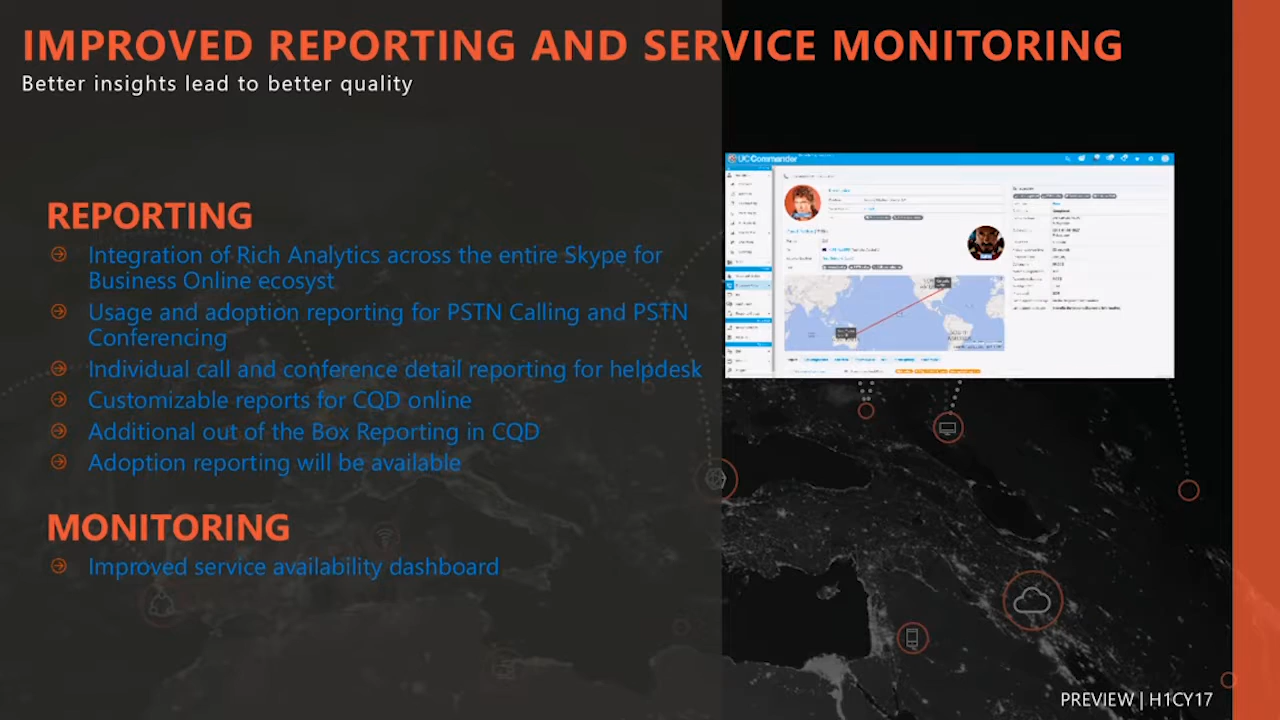 IMPROVED REPORTING AND SERVICE MONITORING
Better insights lead to better quality
REPORTING
Integration of Rich Analytics across the entire Skype for
Business Online ecosyst
Usage and adoption reporting for PSTN Calling and PSTN
Conferencing
Individual call and conference detail reporting for helpdesk
Customizable reports for CQD online
Additional out of the Box Reporting in CQD
Adoption reporting will be available
MONITORING
Improved service availability dashboard
UCCommander
PREVIEW | H1CY17